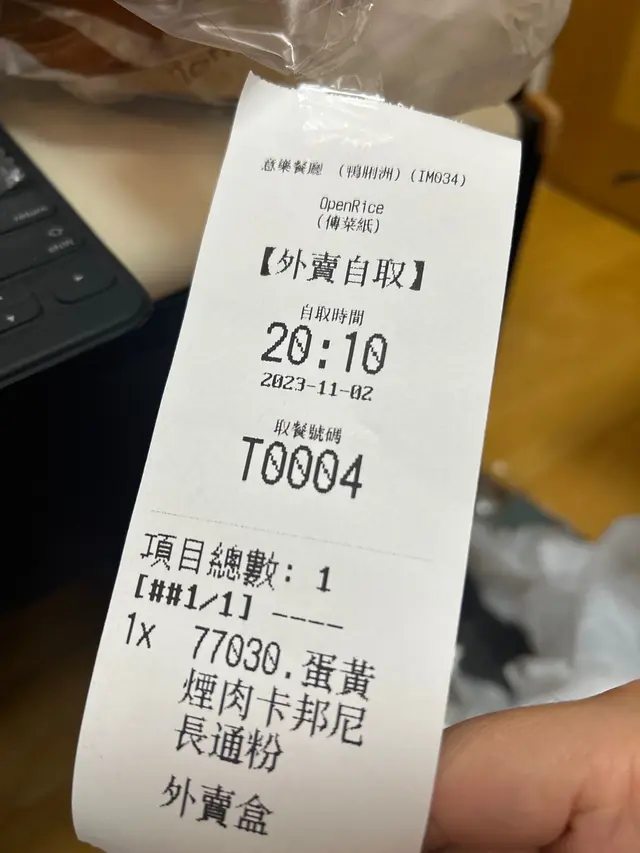 意樂餐廳 (鴨脷洲)(IM034)
OpenRice
(傳菜紙)
【外賣自取】
自取時間
20:10
2023-11-02
取餐號碼
T0004
項目總數: 1
[##1/1] ----
1x 77030.蛋黃
煙肉卡邦尼
長通粉
外賣盒